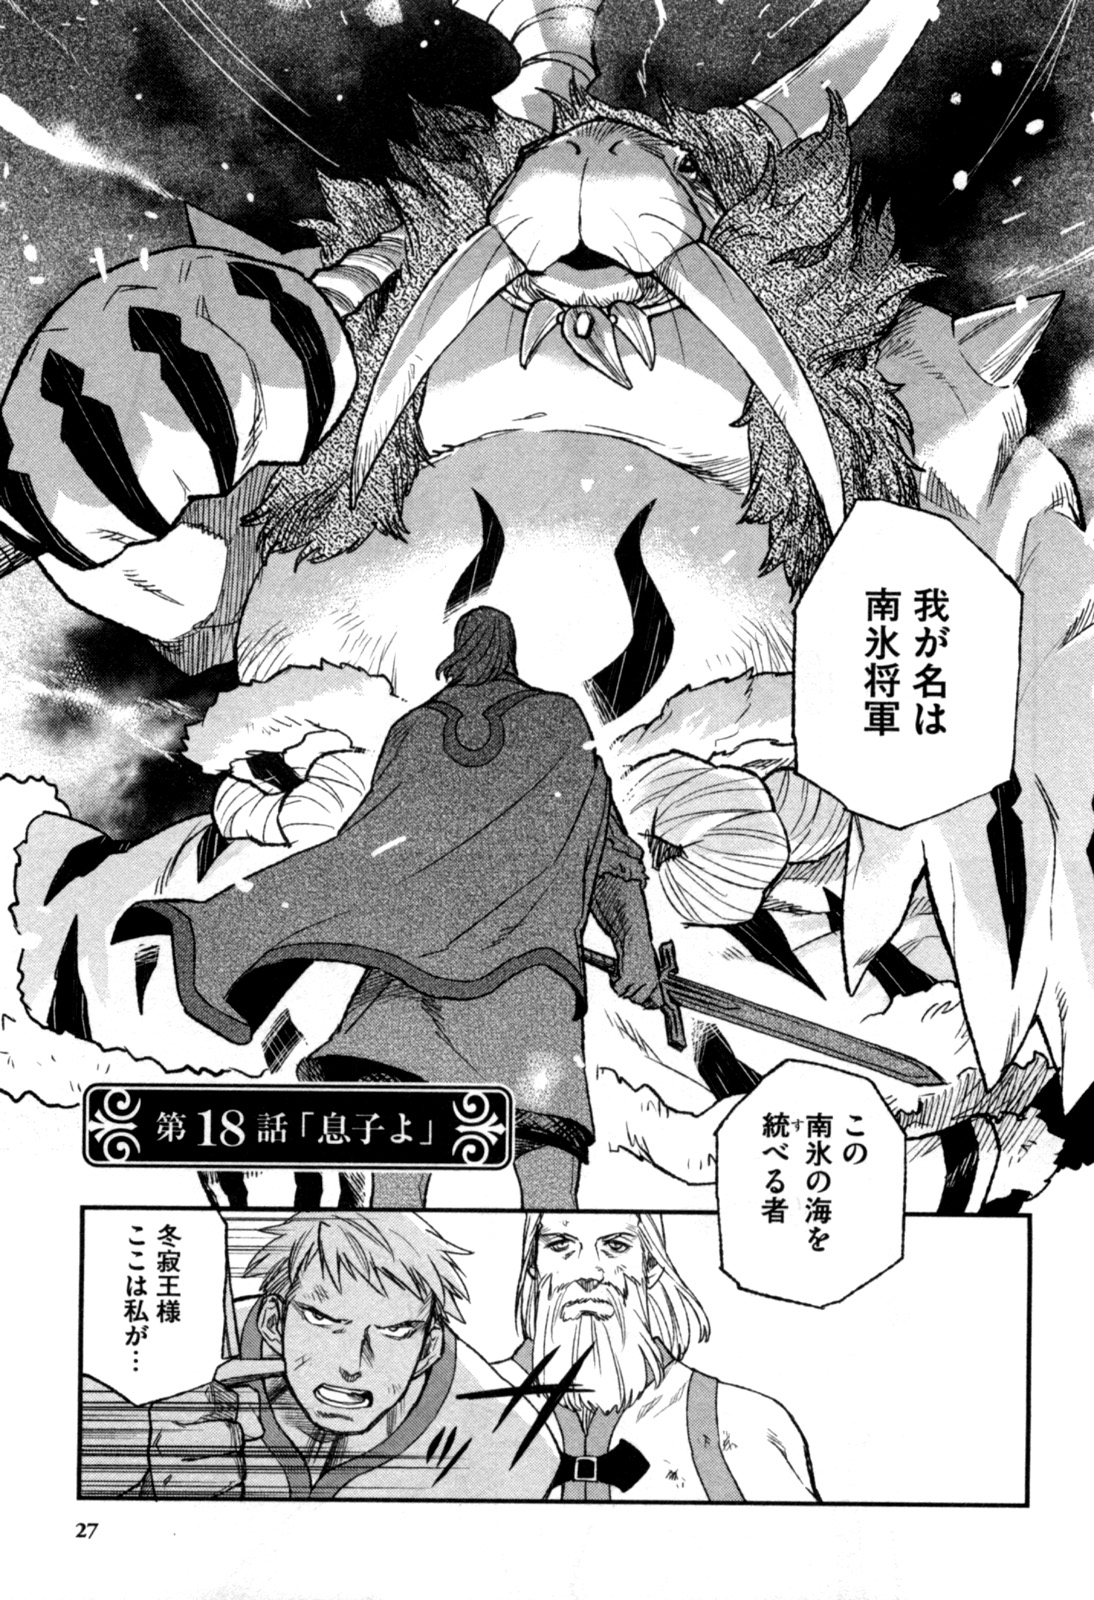 我が名は
南氷将軍
この
南氷の海を
統べる者
す
第18話「息子よ」
冬寂王様
ここは私が…
27